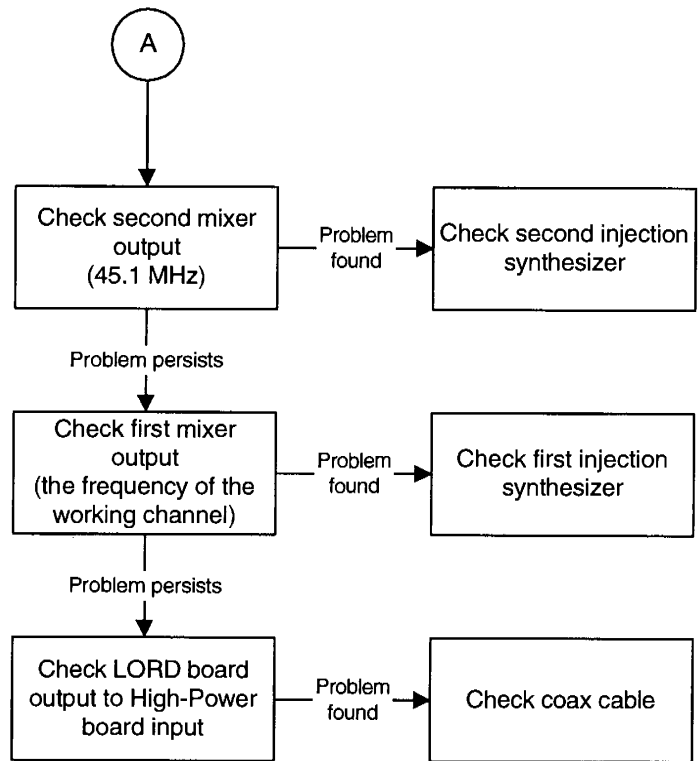 A
Check second mixer
output
(45.1 MHz)
Problem
found
Check second injection
synthesizer
Problem persists
Check first mixer
output
(the frequency of the
working channel)
Problem
found
Check first injection
synthesizer
Problem persists
Check LORD board
output to High-Power
board input
Problem
found
Check coax cable